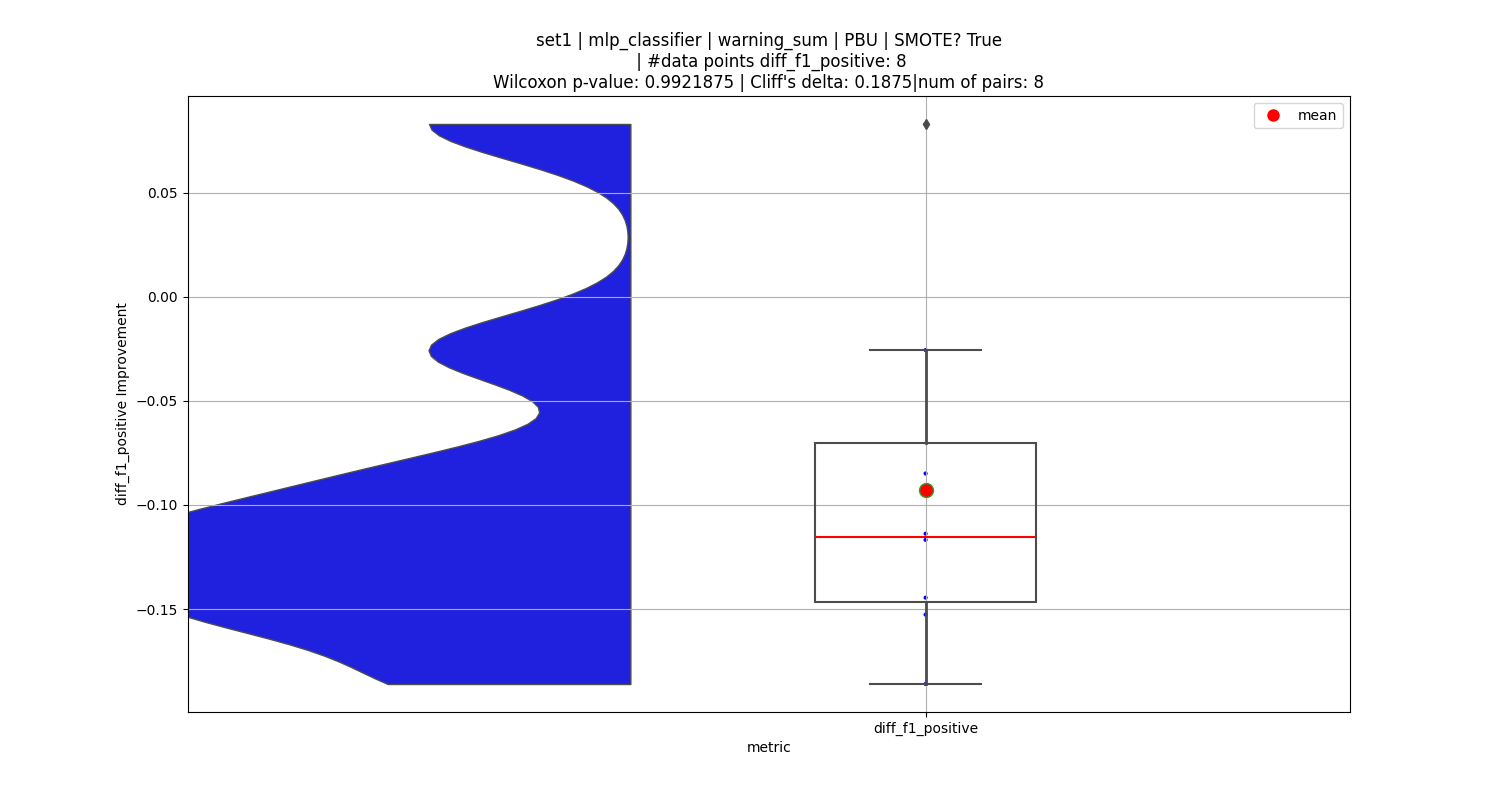 set1 | mlp_classifier | warning_sum | PBU | SMOTE? True
| #data points diff_f1_positive: 8
Wilcoxon p-value: 0.9921875 | Cliff's delta: 0.1875|num of pairs: 8
mean
0.05
0.00
−0.05
−0.10
−0.15
diff_f1_positive Improvement
diff_f1_positive
metric